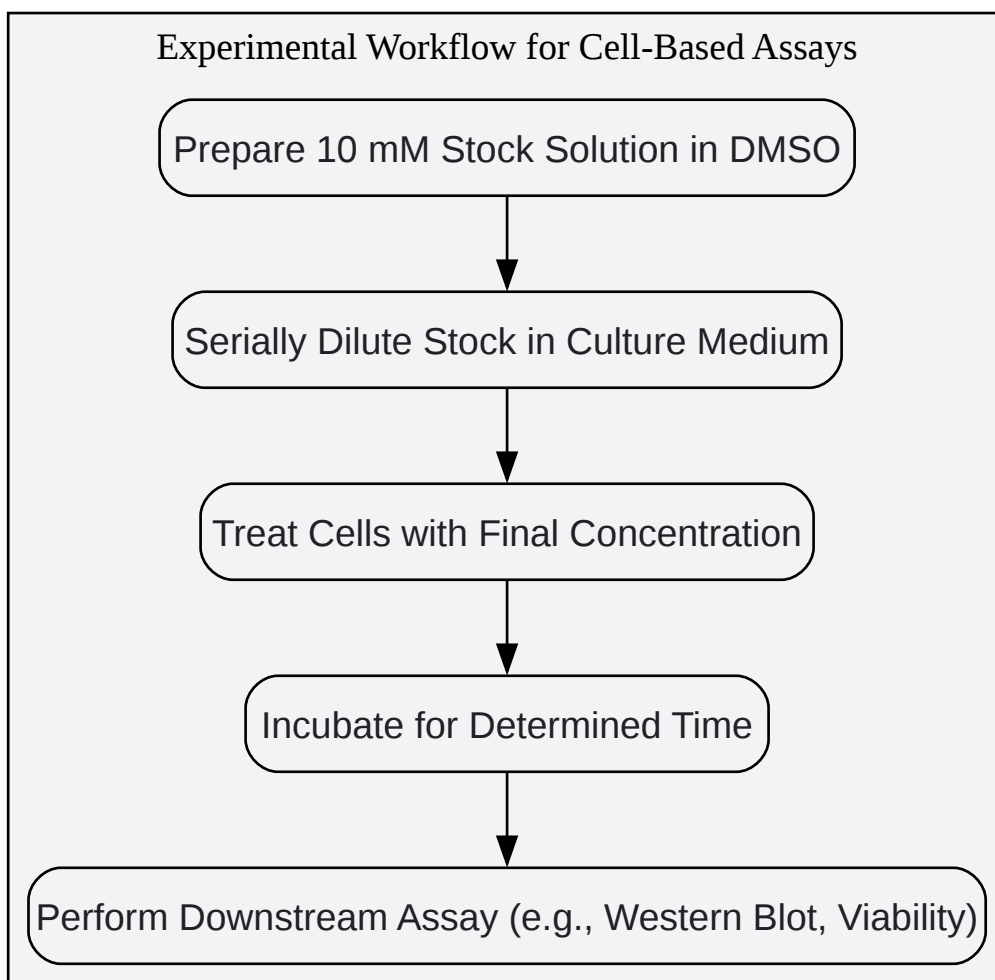 Experimental Workflow for Cell-Based Assays
Prepare 10 mM Stock Solution in DMSO
Serially Dilute Stock in Culture Medium
Treat Cells with Final Concentration
Incubate for Determined Time
Perform Downstream Assay (e.g., Western Blot, Viability)